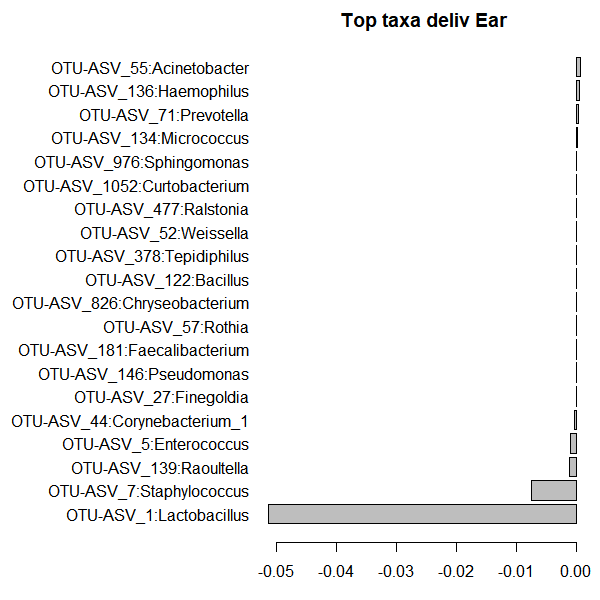 Top taxa deliv Ear
OTU-ASV_55:Acinetobacter
OTU-ASV_136:Haemophilus
OTU-ASV_71:Prevotella
OTU-ASV_134:Micrococcus
OTU-ASV_976:Sphingomonas
OTU-ASV_1052:Curtobacterium
OTU-ASV_477:Ralstonia
OTU-ASV_52:Weissella
OTU-ASV_378:Tepidiphilus
OTU-ASV_122:Bacillus
OTU-ASV_826:Chryseobacterium
OTU-ASV_57:Rothia
OTU-ASV_181:Faecalibacterium
OTU-ASV_146:Pseudomonas
OTU-ASV_27:Finegoldia
OTU-ASV_44:Corynebacterium_1
OTU-ASV_5:Enterococcus
OTU-ASV_139:Raoultella
OTU-ASV_7:Staphylococcus
OTU-ASV_1:Lactobacillus
-0.05 -0.04 -0.03 -0.02 -0.01 0.00